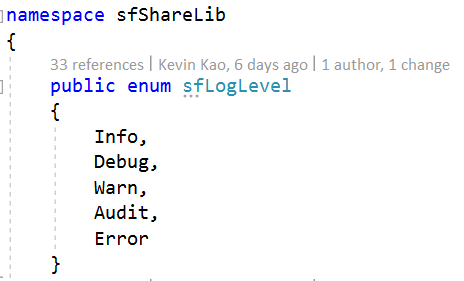 namespace sfShareLib
{
33 references | Kevin Kao, 6 days ago | 1 author, 1 change
public enum sfLogLevel
{
Info,
Debug,
Warn,
Audit,
Error
}